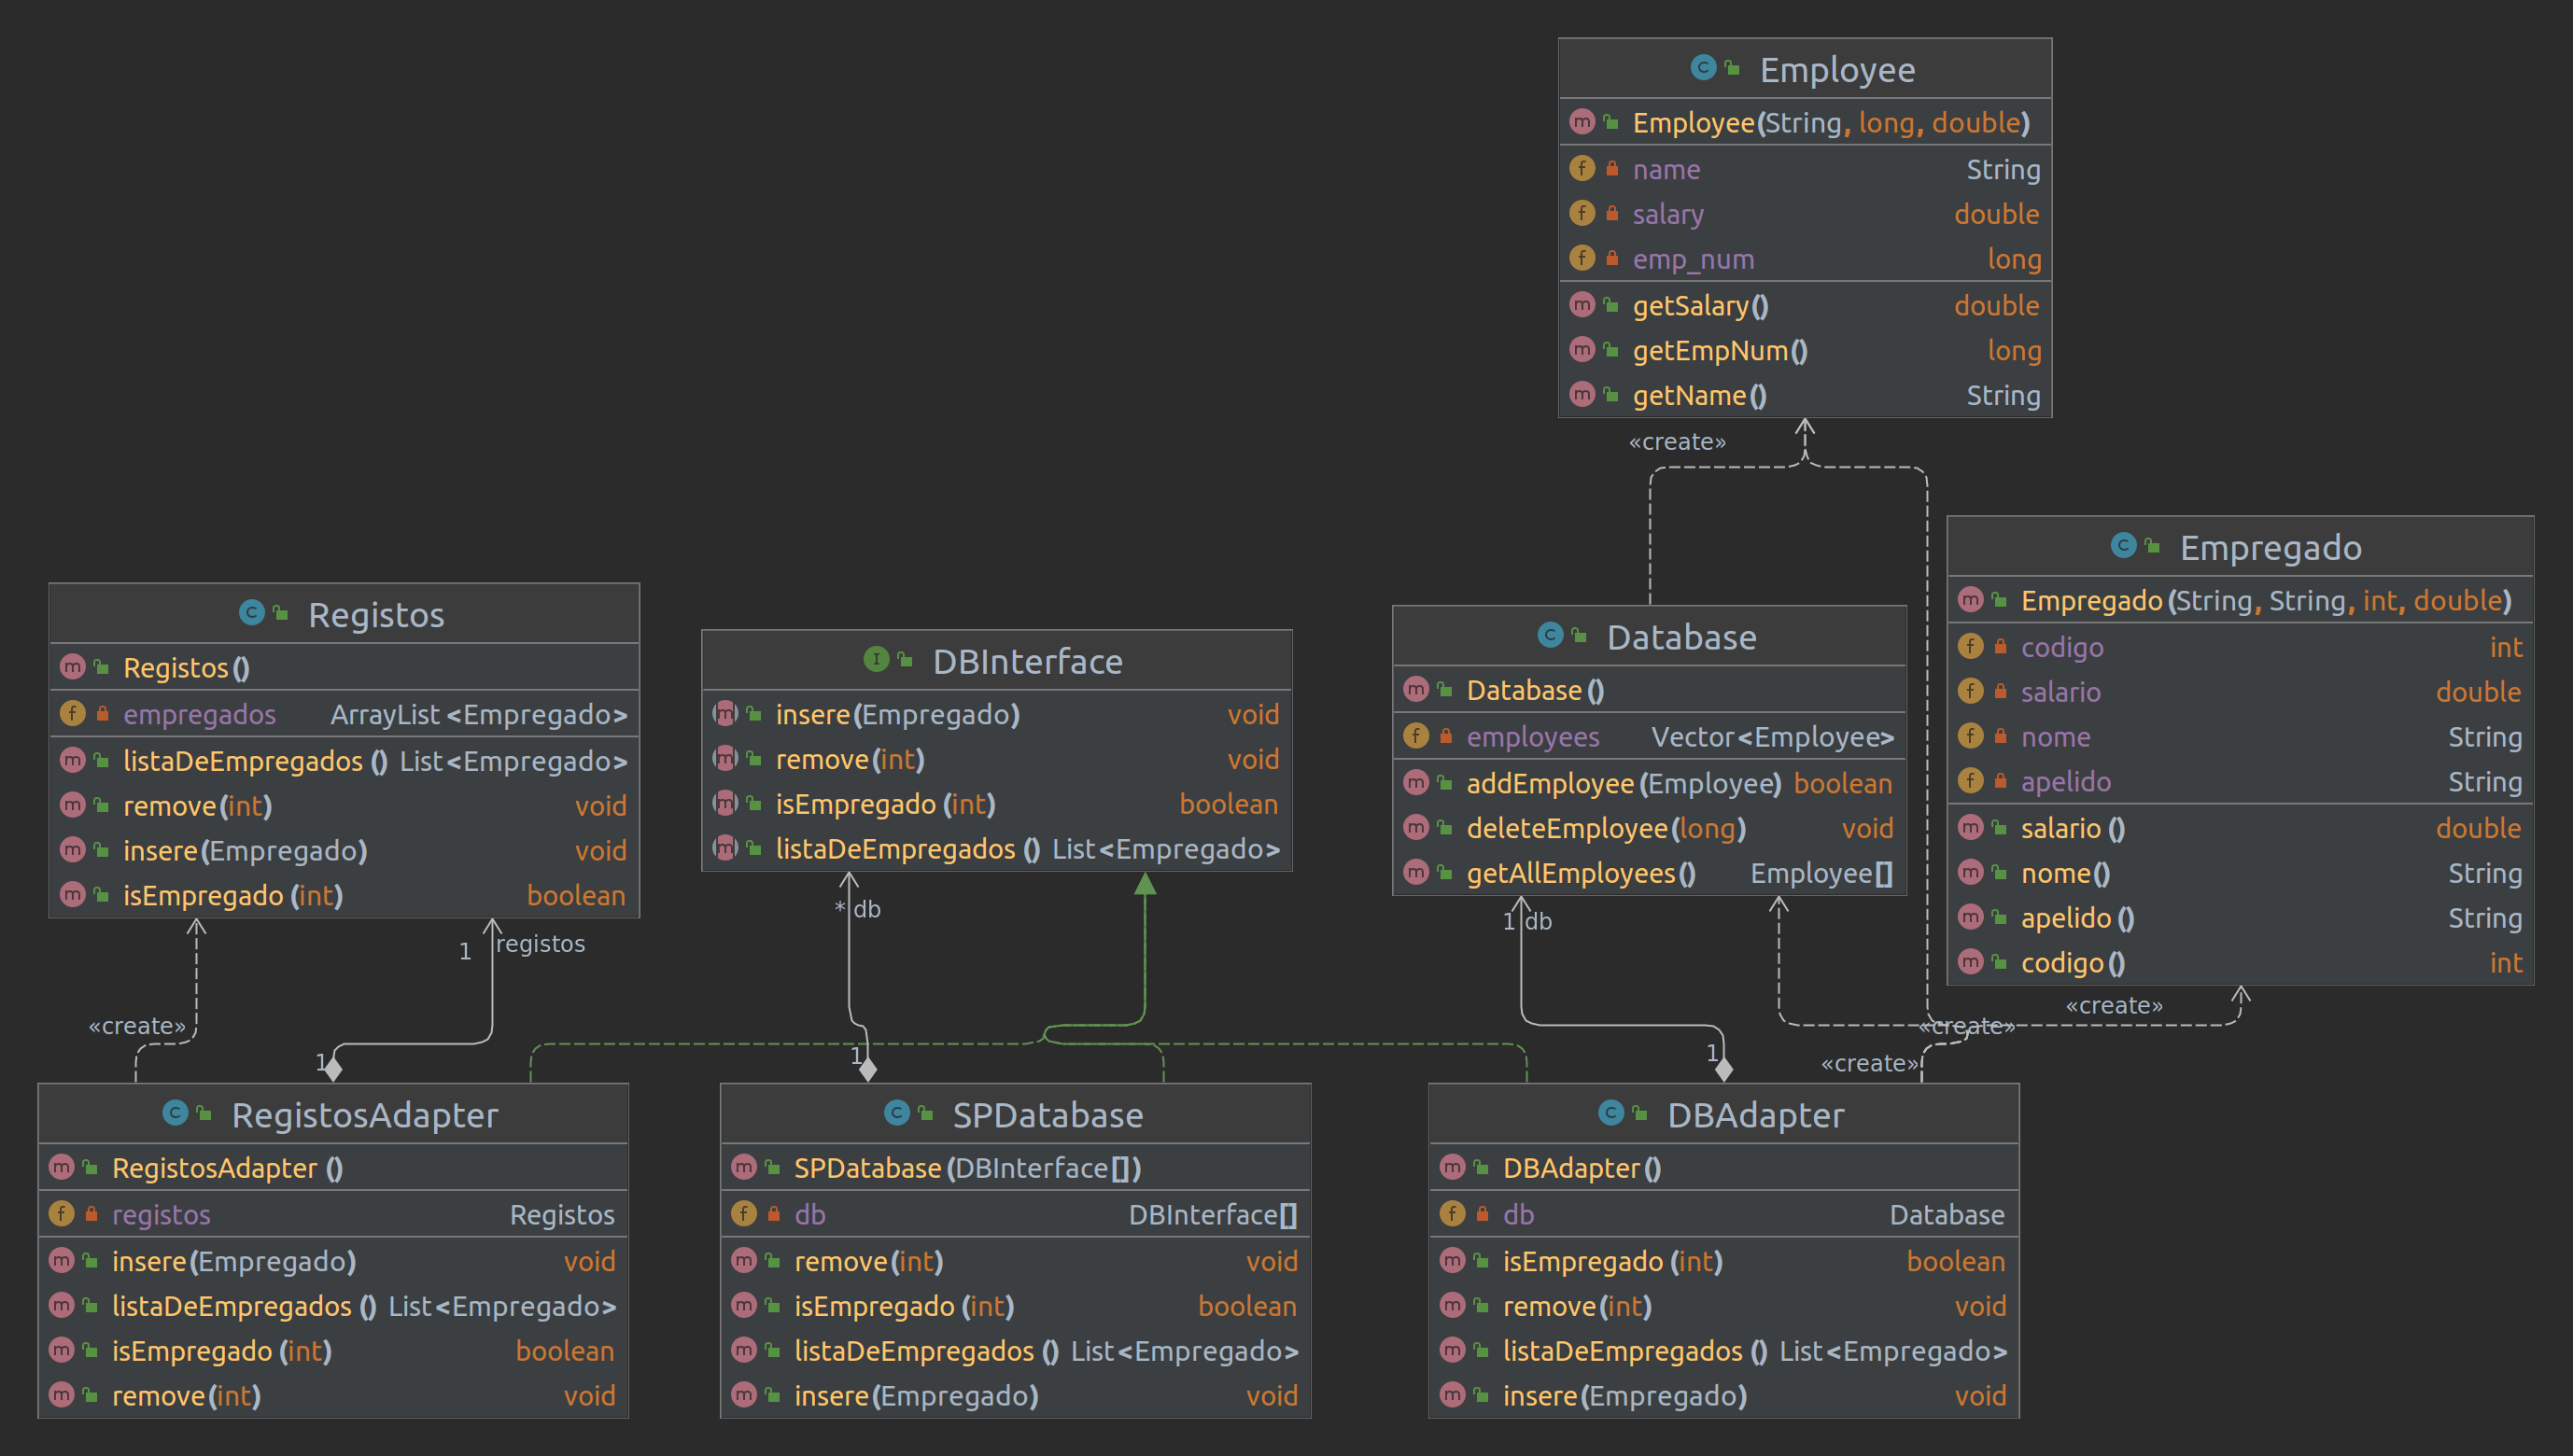 Employee
Employee(String, long, double)
name String
salary double
emp_num long
getSalary() double
getEmpNum() long
getName() String
«create»
Empregado
Empregado(String, String, int, double)
codigo int
salario double
nome String
apelido String
salario() double
nome() String
apelido() String
codigo() int
Registos
Registos()
empregados ArrayList<Empregado>
listaDeEmpregados() List<Empregado>
remove(int) void
insere(Empregado) void
isEmpregado(int) boolean
DBInterface
insere(Empregado) void
remove(int) void
isEmpregado(int) boolean
listaDeEmpregados() List<Empregado>
Database
Database()
employees Vector<Employee>
addEmployee(Employee) boolean
deleteEmployee(long) void
getAllEmployees() Employee[]
1 registos
* db
1 db
«create»
«create»
«create»
«create»
1
1
1
RegistosAdapter
RegistosAdapter()
registos Registos
insere(Empregado) void
listaDeEmpregados() List<Empregado>
isEmpregado(int) boolean
remove(int) void
SPDatabase
SPDatabase(DBInterface[])
db DBInterface[]
remove(int) void
isEmpregado(int) boolean
listaDeEmpregados() List<Empregado>
insere(Empregado) void
DBAdapter
DBAdapter()
db Database
isEmpregado(int) boolean
remove(int) void
listaDeEmpregados() List<Empregado>
insere(Empregado) void